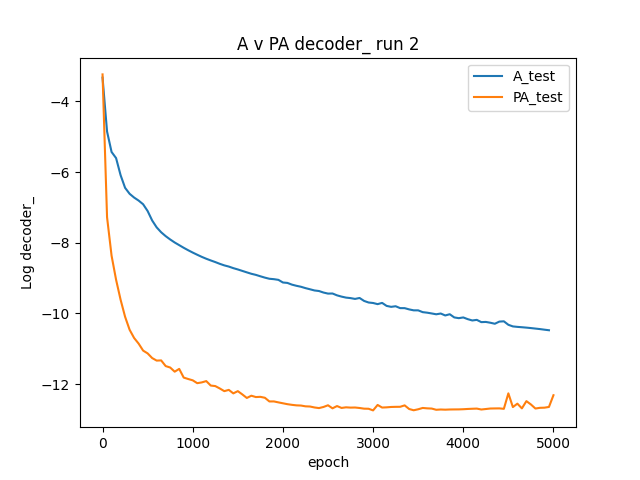 A v PA decoder_ run 2
A_test
PA_test
Log decoder_
−4
−6
−8
−10
−12
0
1000
2000
3000
4000
5000
epoch